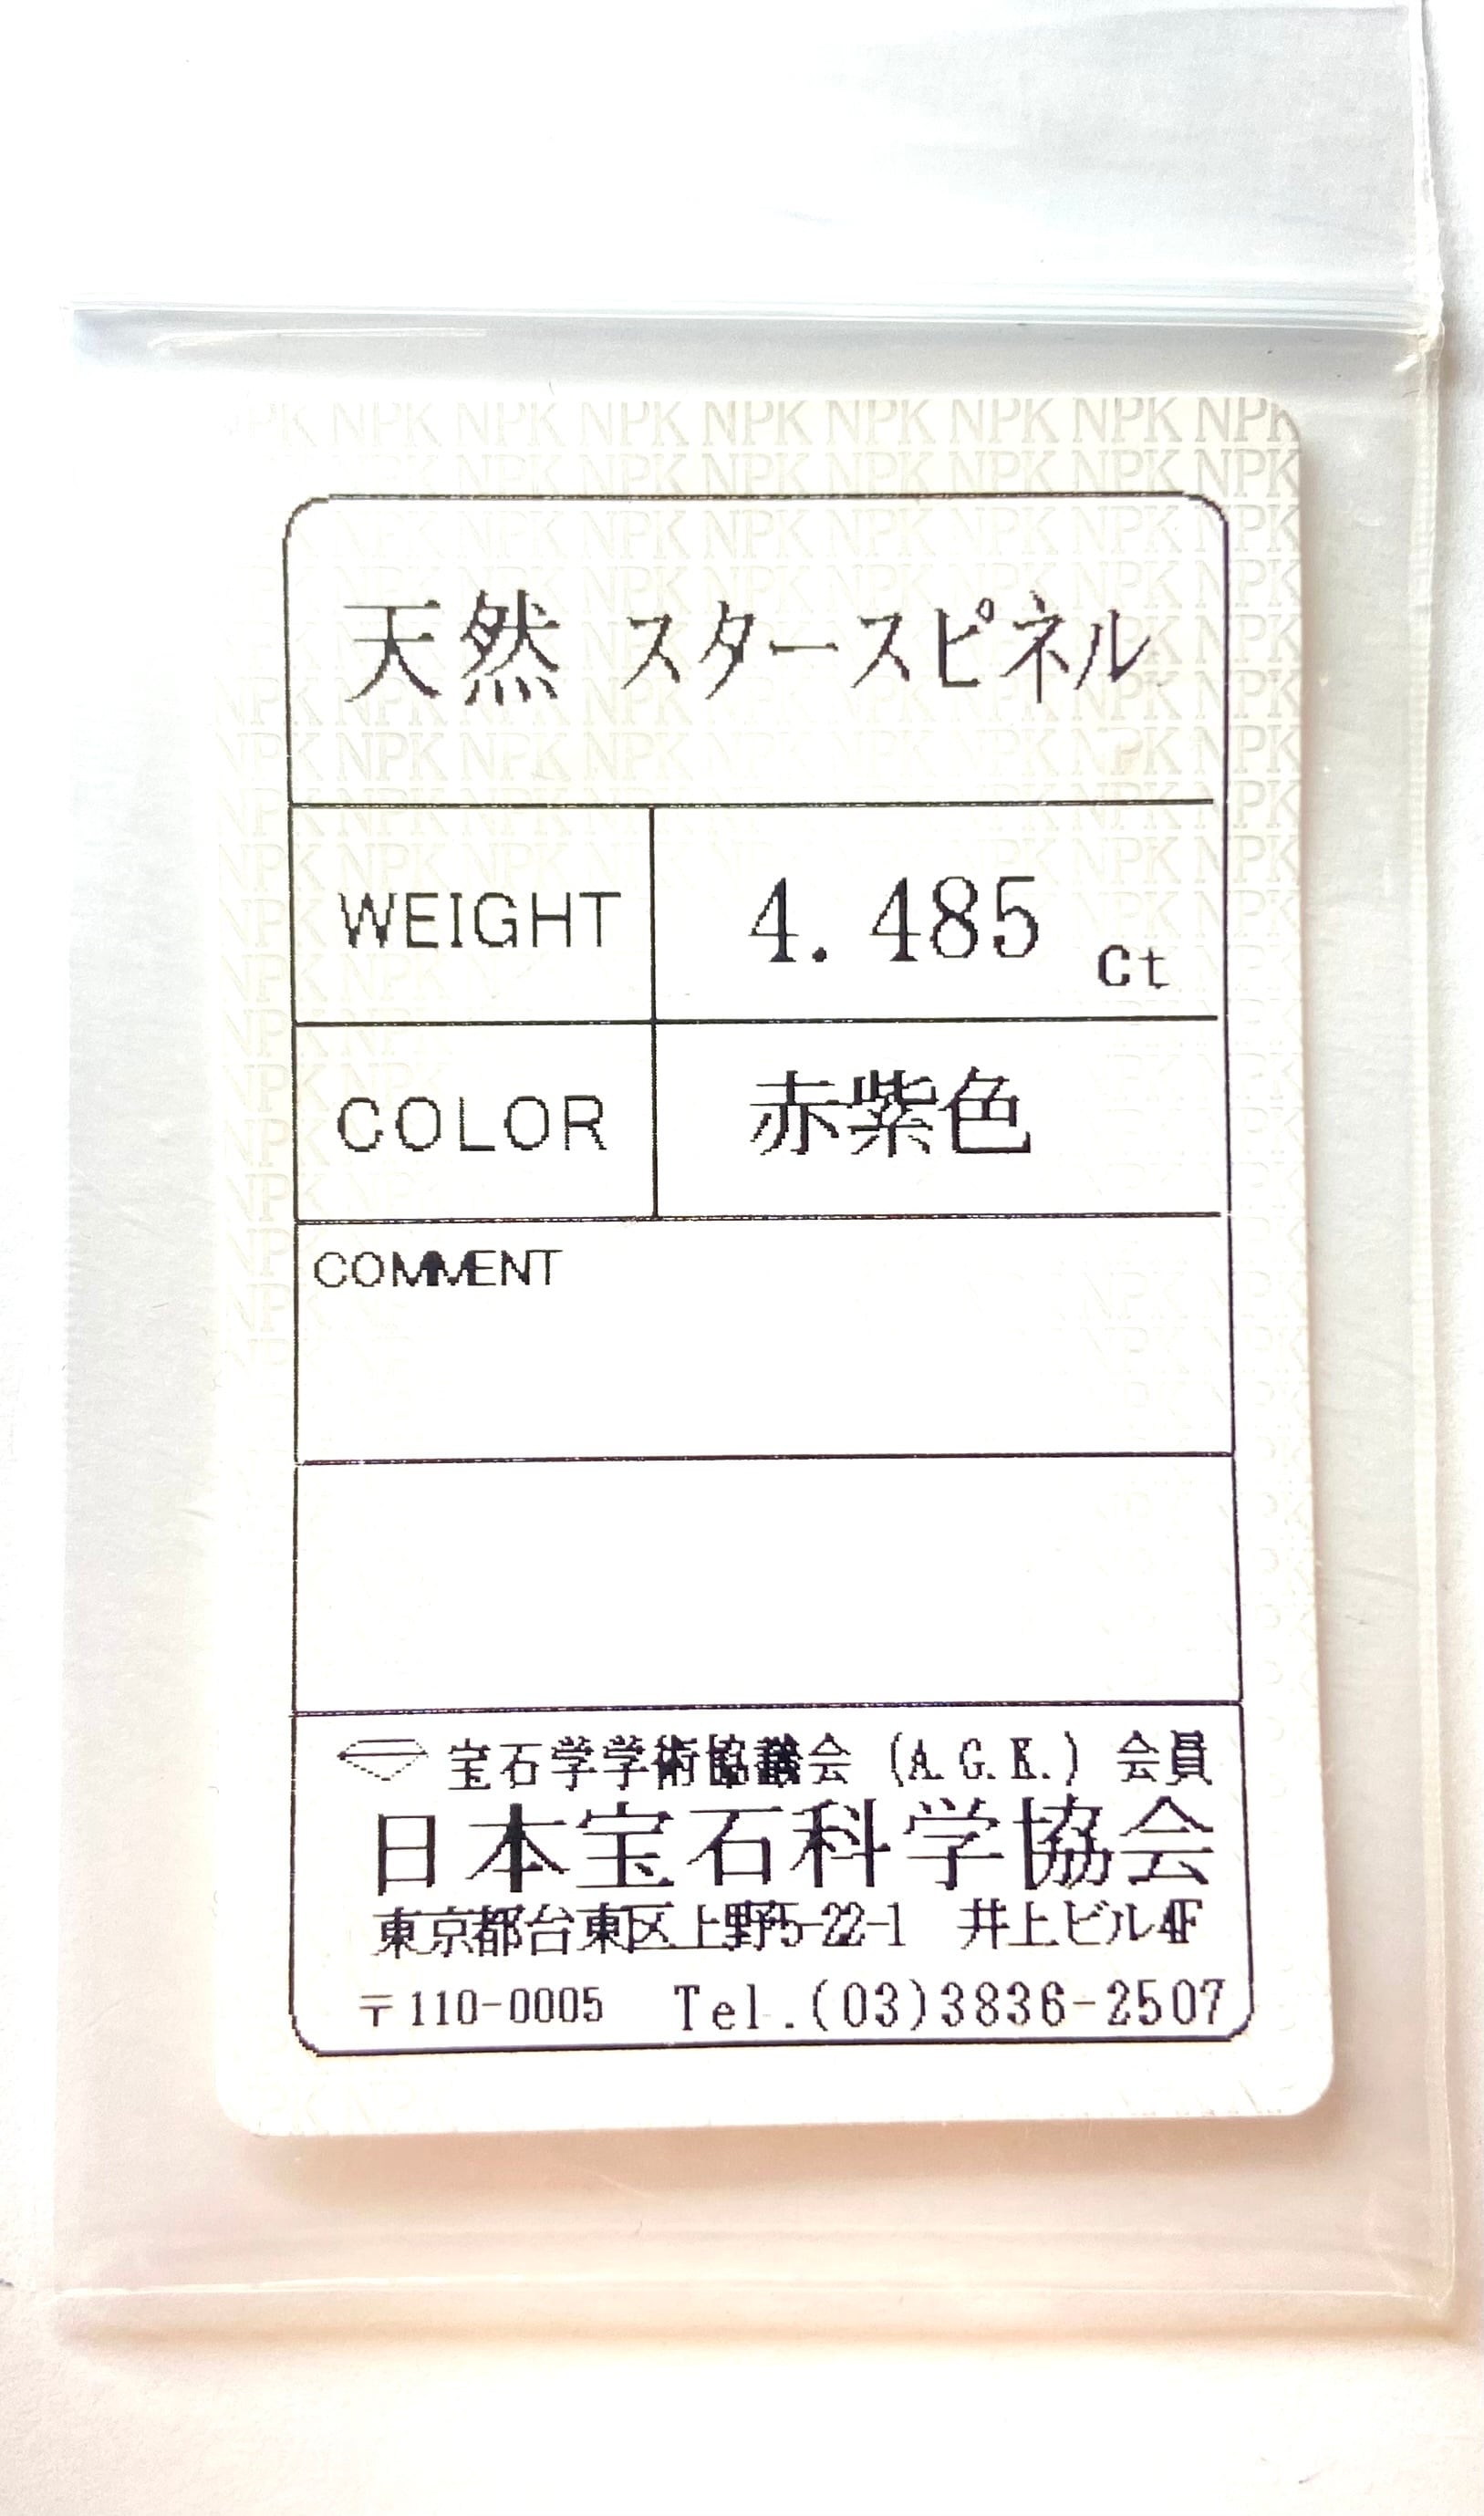 天然 スタースピネル
WEIGHT 4.485 ct
COLOR 赤紫色
COMMENT
宝石学学術協議会 (A.G.K.) 会員
日本宝石科学協会
東京都台東区上野5-22-1 井上ビル4F
〒110-0005 Tel.(03)3836-2507